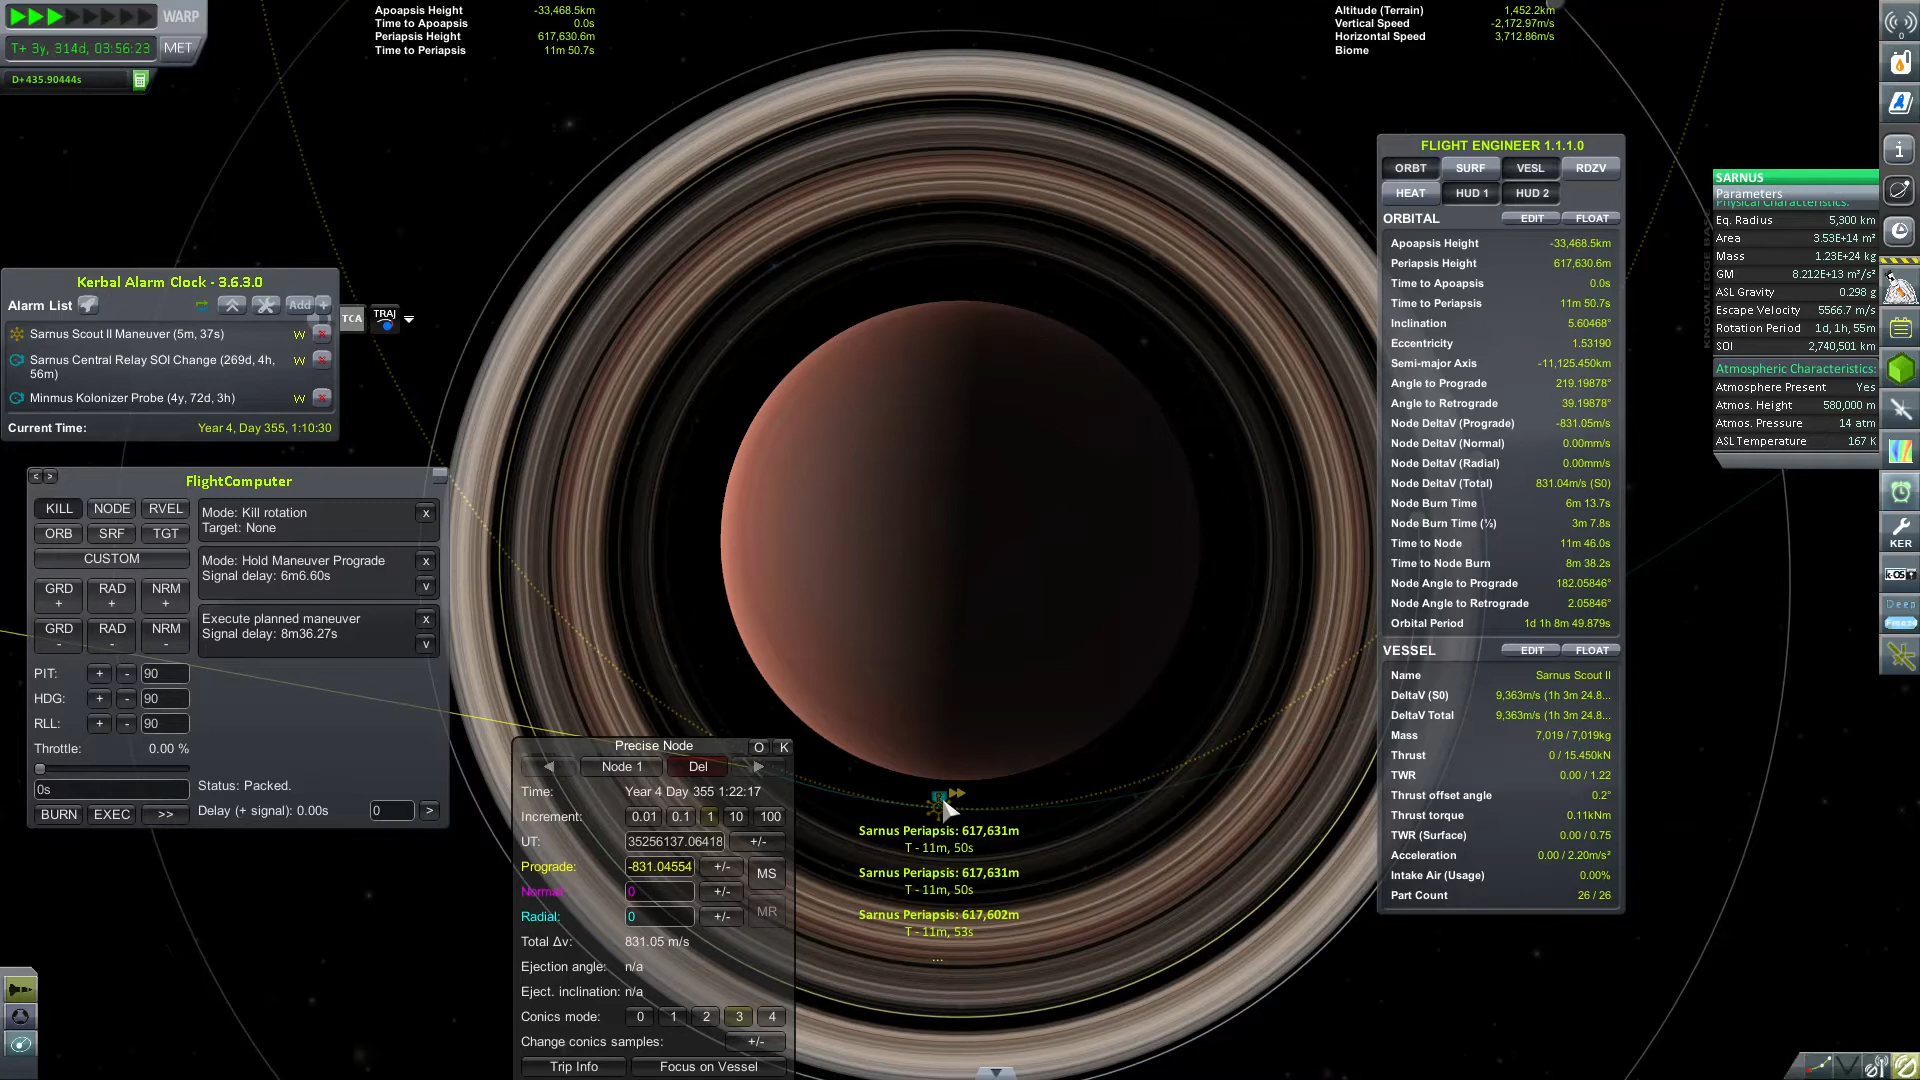 WARP
T+ 3y, 314d, 03:56:23
MET
D+435.90444s
Apoapsis Height -33,468.5km
Time to Apoapsis 0.0s
Periapsis Height 617,630.6m
Time to Periapsis 11m 50.7s
Altitude (Terrain) 1,452.2km
Vertical Speed -2,172.97m/s
Horizontal Speed 3,712.86m/s
Biome
Kerbal Alarm Clock - 3.6.3.0
Alarm List Add +
Sarnus Scout II Maneuver (5m, 37s) W x
Sarnus Central Relay SOI Change (269d, 4h, W x
56m)
Minmus Kolonizer Probe (4y, 72d, 3h) W x
Current Time: Year 4, Day 355, 1:10:30
TCA
TRAJ
< >
FlightComputer
KILL NODE RVEL
ORB SRF TGT
CUSTOM
GRD + RAD + NRM +
GRD - RAD - NRM -
PIT: + - 90
HDG: + - 90
RLL: + - 90
Throttle: 0.00 %
0s
BURN EXEC >>
Mode: Kill rotation x
Target: None
Mode: Hold Maneuver Prograde x
Signal delay: 6m6.60s v
Execute planned maneuver x
Signal delay: 8m36.27s v
Status: Packed.
Delay (+ signal): 0.00s 0 >
Precise Node O K
Node 1 Del
Time: Year 4 Day 355 1:22:17
Increment: 0.01 0.1 1 10 100
UT: 35256137.06418 +/-
Prograde: -831.04554 +/- MS
Normal: 0 +/-
Radial: 0 +/- MR
Total Δv: 831.05 m/s
Ejection angle: n/a
Eject. inclination: n/a
Conics mode: 0 1 2 3 4
Change conics samples: +/-
Trip Info Focus on Vessel
Sarnus Periapsis: 617,631m
T - 11m, 50s
Sarnus Periapsis: 617,631m
T - 11m, 50s
Sarnus Periapsis: 617,602m
T - 11m, 53s
...
FLIGHT ENGINEER 1.1.1.0
ORBT SURF VESL RDZV
HEAT HUD 1 HUD 2
ORBITAL EDIT FLOAT
Apoapsis Height -33,468.5km
Periapsis Height 617,630.6m
Time to Apoapsis 0.0s
Time to Periapsis 11m 50.7s
Inclination 5.60468°
Eccentricity 1.53190
Semi-major Axis -11,125.450km
Angle to Prograde 219.19878°
Angle to Retrograde 39.19878°
Node DeltaV (Prograde) -831.05m/s
Node DeltaV (Normal) 0.00mm/s
Node DeltaV (Radial) 0.00mm/s
Node DeltaV (Total) 831.04m/s (S0)
Node Burn Time 6m 13.7s
Node Burn Time (½) 3m 7.8s
Time to Node 11m 46.0s
Time to Node Burn 8m 38.2s
Node Angle to Prograde 182.05846°
Node Angle to Retrograde 2.05846°
Orbital Period 1d 1h 8m 49.879s
VESSEL EDIT FLOAT
Name Sarnus Scout II
DeltaV (S0) 9,363m/s (1h 3m 24.8...
DeltaV Total 9,363m/s (1h 3m 24.8...
Mass 7,019 / 7,019kg
Thrust 0 / 15.450kN
TWR 0.00 / 1.22
Thrust offset angle 0.2°
Thrust torque 0.11kNm
TWR (Surface) 0.00 / 0.75
Acceleration 0.00 / 2.20m/s²
Intake Air (Usage) 0.00%
Part Count 26 / 26
SARNUS
Parameters
Physical Characteristics:
Eq. Radius 5,300 km
Area 3.53E+14 m²
Mass 1.23E+24 kg
GM 8.212E+13 m³/s²
ASL Gravity 0.298 g
Escape Velocity 5566.7 m/s
Rotation Period 1d, 1h, 55m
SOI 2,740,501 km
Atmospheric Characteristics:
Atmosphere Present Yes
Atmos. Height 580,000 m
Atmos. Pressure 14 atm
ASL Temperature 167 K
KNOWLEDGE BASE
0
KER
k-OS
Deep
Freeze